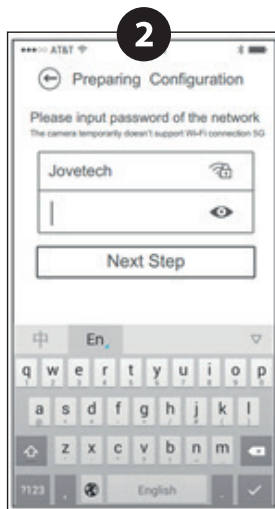 2
AT&T
Preparing Configuration
Please input password of the network
The camera temporarily doesn't support Wi-Fi connection 5G
Jovetech
Next Step
中 En
q w e r t y u i o p
a s d f g h j k l
z x c v b n m
?123 , English .